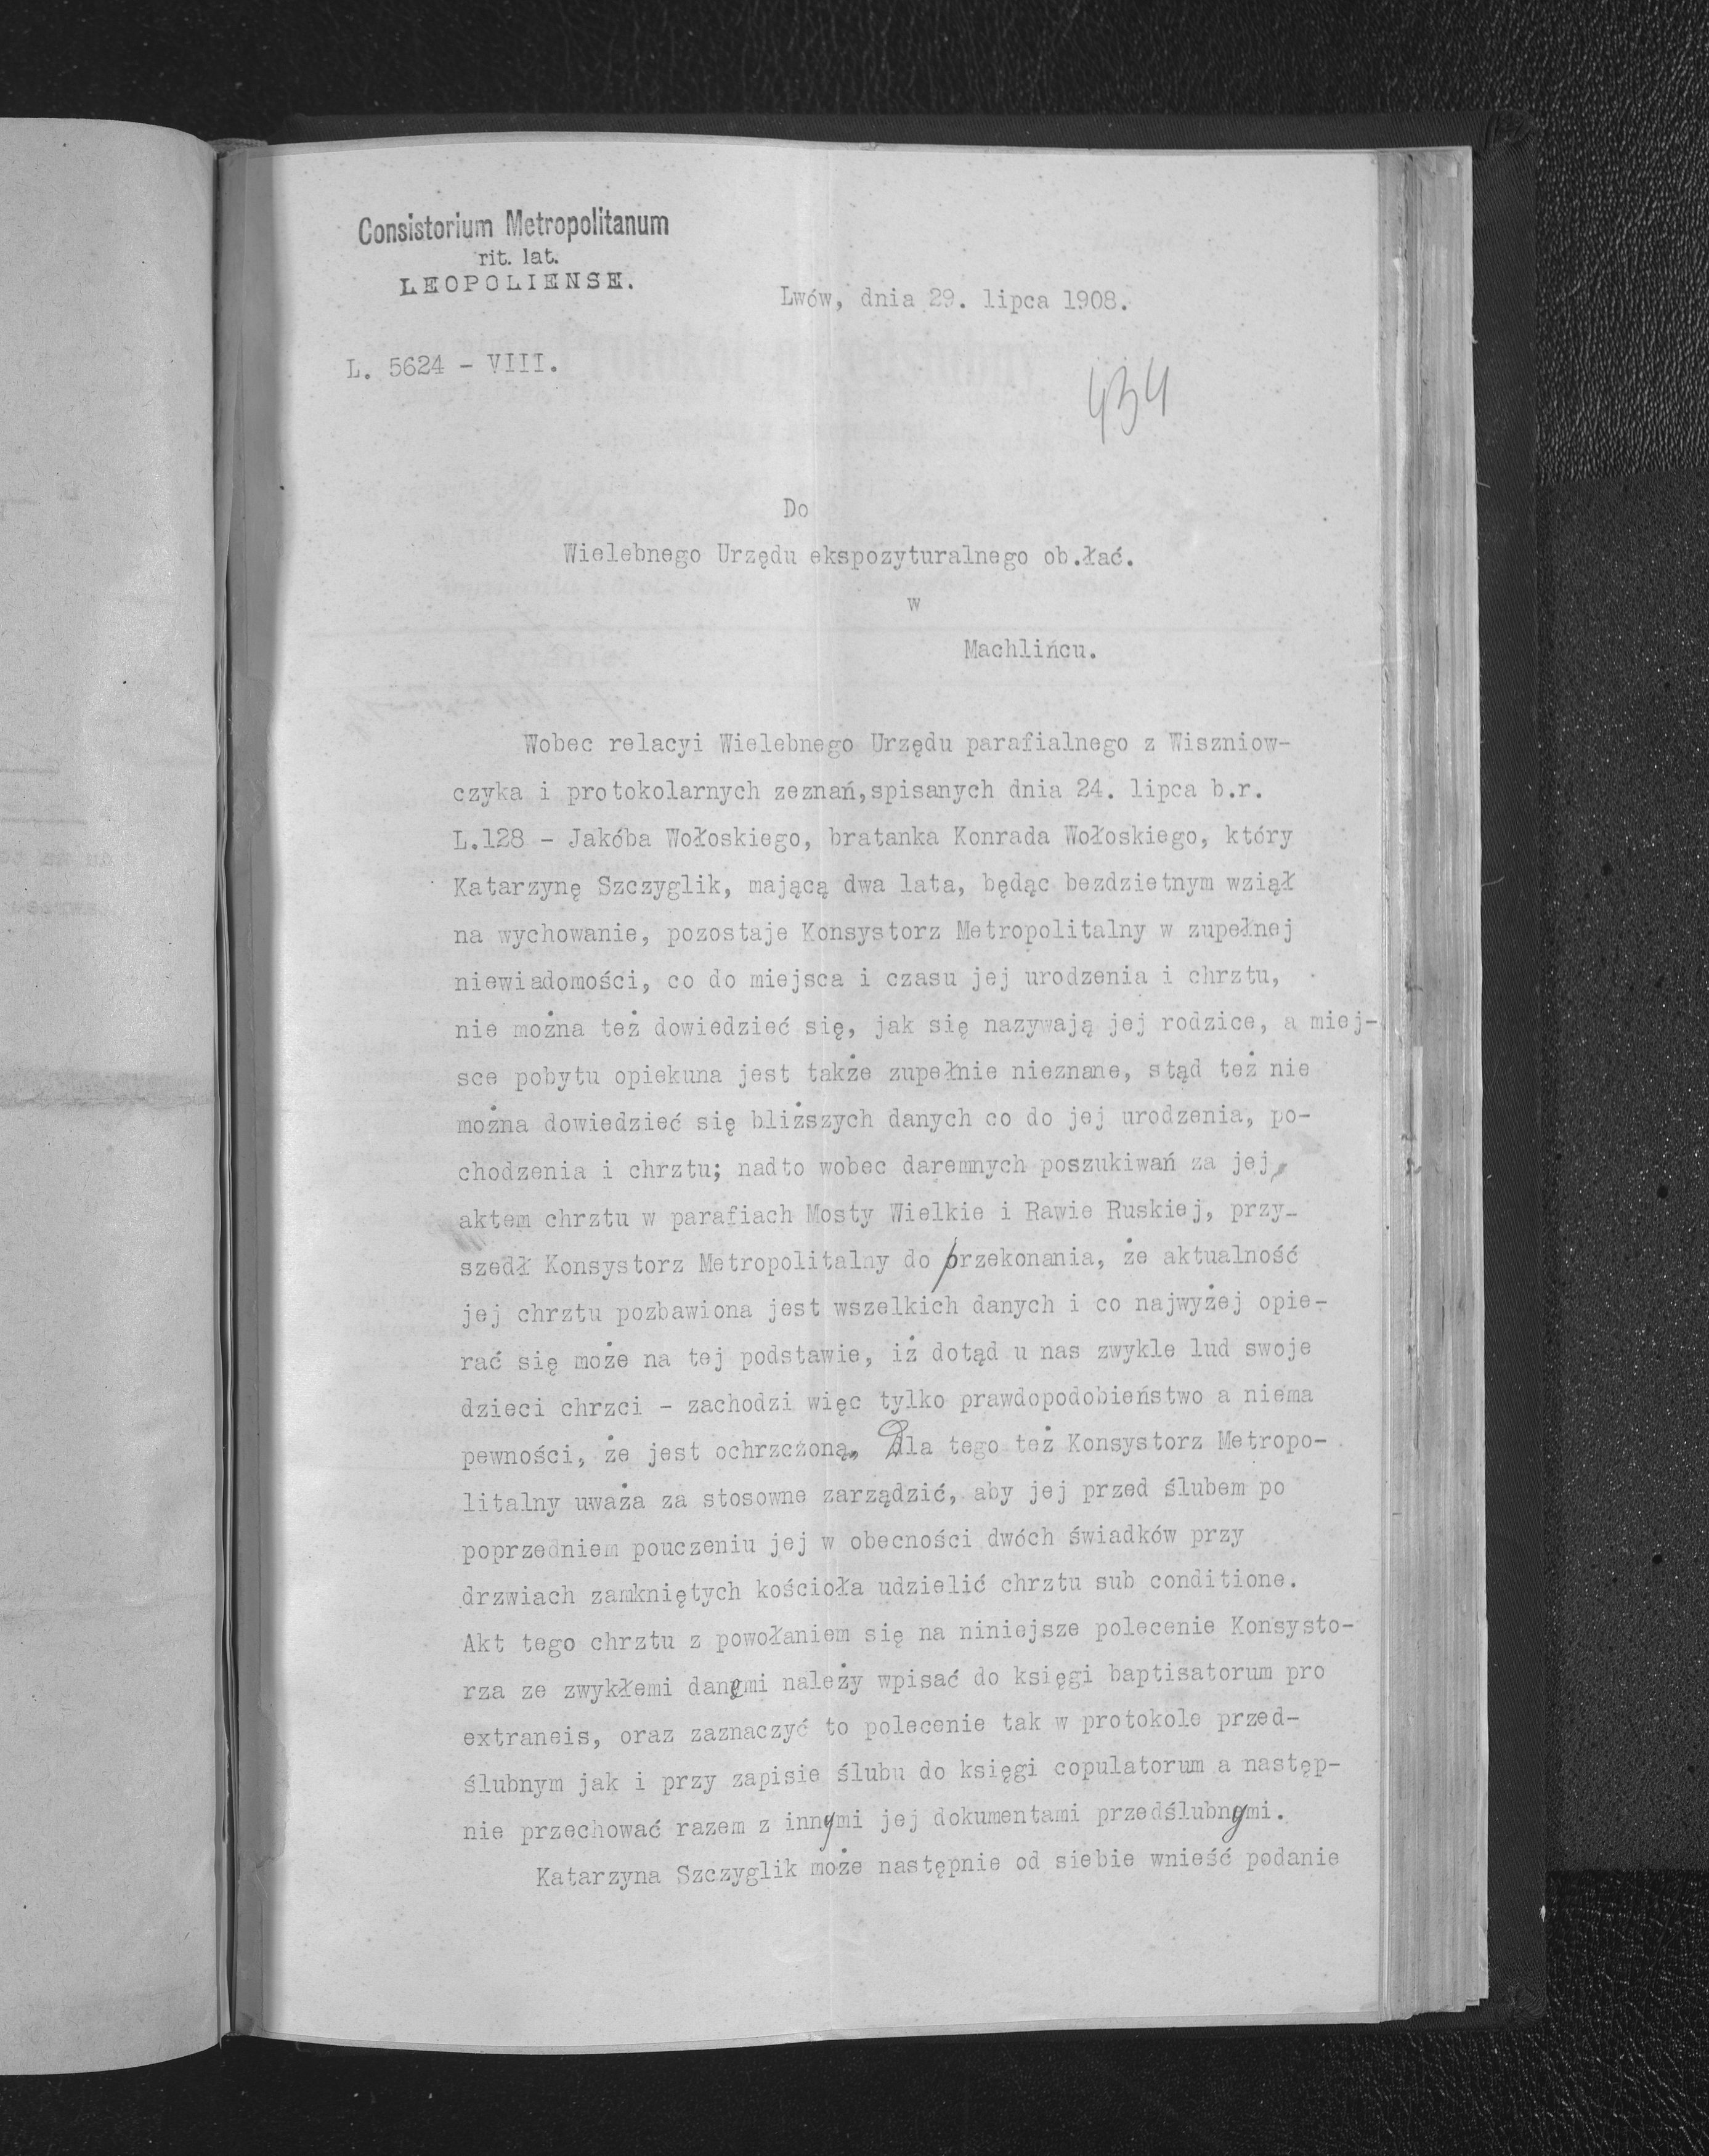 Consistorium Metropolitanum
rit. lat.
LEOPOLIENSE.
Lwów, dnia 29. lipca 1908.
L. 5624 - VIII.
434
Do
Wielebnego Urzędu ekspozyturalnego ob.łać.
w
Machlińcu.
Wobec relacyi Wielebnego Urzędu parafialnego z Wiszniow-
czyka i protokolarnych zeznań,spisanych dnia 24. lipca b.r.
L.128 - Jakóba Wołoskiego, bratanka Konrada Wołoskiego, który
Katarzynę Szczyglik, mającą dwa lata, będąc bezdzietnym wziął
na wychowanie, pozostaje Konsystorz Metropolitalny w zupełnej
niewiadomości, co do miejsca i czasu jej urodzenia i chrztu,
nie można też dowiedzieć się, jak się nazywają jej rodzice, a miej-
sce pobytu opiekuna jest także zupełnie nieznane, stąd też nie
można dowiedzieć się bliższych danych co do jej urodzenia, po-
chodzenia i chrztu; nadto wobec daremnych poszukiwań za jej
aktem chrztu w parafiach Mosty Wielkie i Rawie Ruskiej, przy-
szedł Konsystorz Metropolitalny do przekonania, że aktualność
jej chrztu pozbawiona jest wszelkich danych i co najwyżej opie-
rać się może na tej podstawie, iż dotąd u nas zwykle lud swoje
dzieci chrzci - zachodzi więc tylko prawdopodobieństwo a niema
pewności, że jest ochrzczoną. Dla tego też Konsystorz Metropo-
litalny uważa za stosowne zarządzić, aby jej przed ślubem po
poprzedniem pouczeniu jej w obecności dwóch świadków przy
drzwiach zamkniętych kościoła udzielić chrztu sub conditione.
Akt tego chrztu z powołaniem się na niniejsze polecenie Konsysto-
rza ze zwykłemi danemi należy wpisać do księgi baptisatorum pro
extraneis, oraz zaznaczyć to polecenie tak w protokole przed-
ślubnym jak i przy zapisie ślubu do księgi copulatorum a następ-
nie przechować razem z innymi jej dokumentami przedślubnymi.
Katarzyna Szczyglik może następnie od siebie wnieść podanie